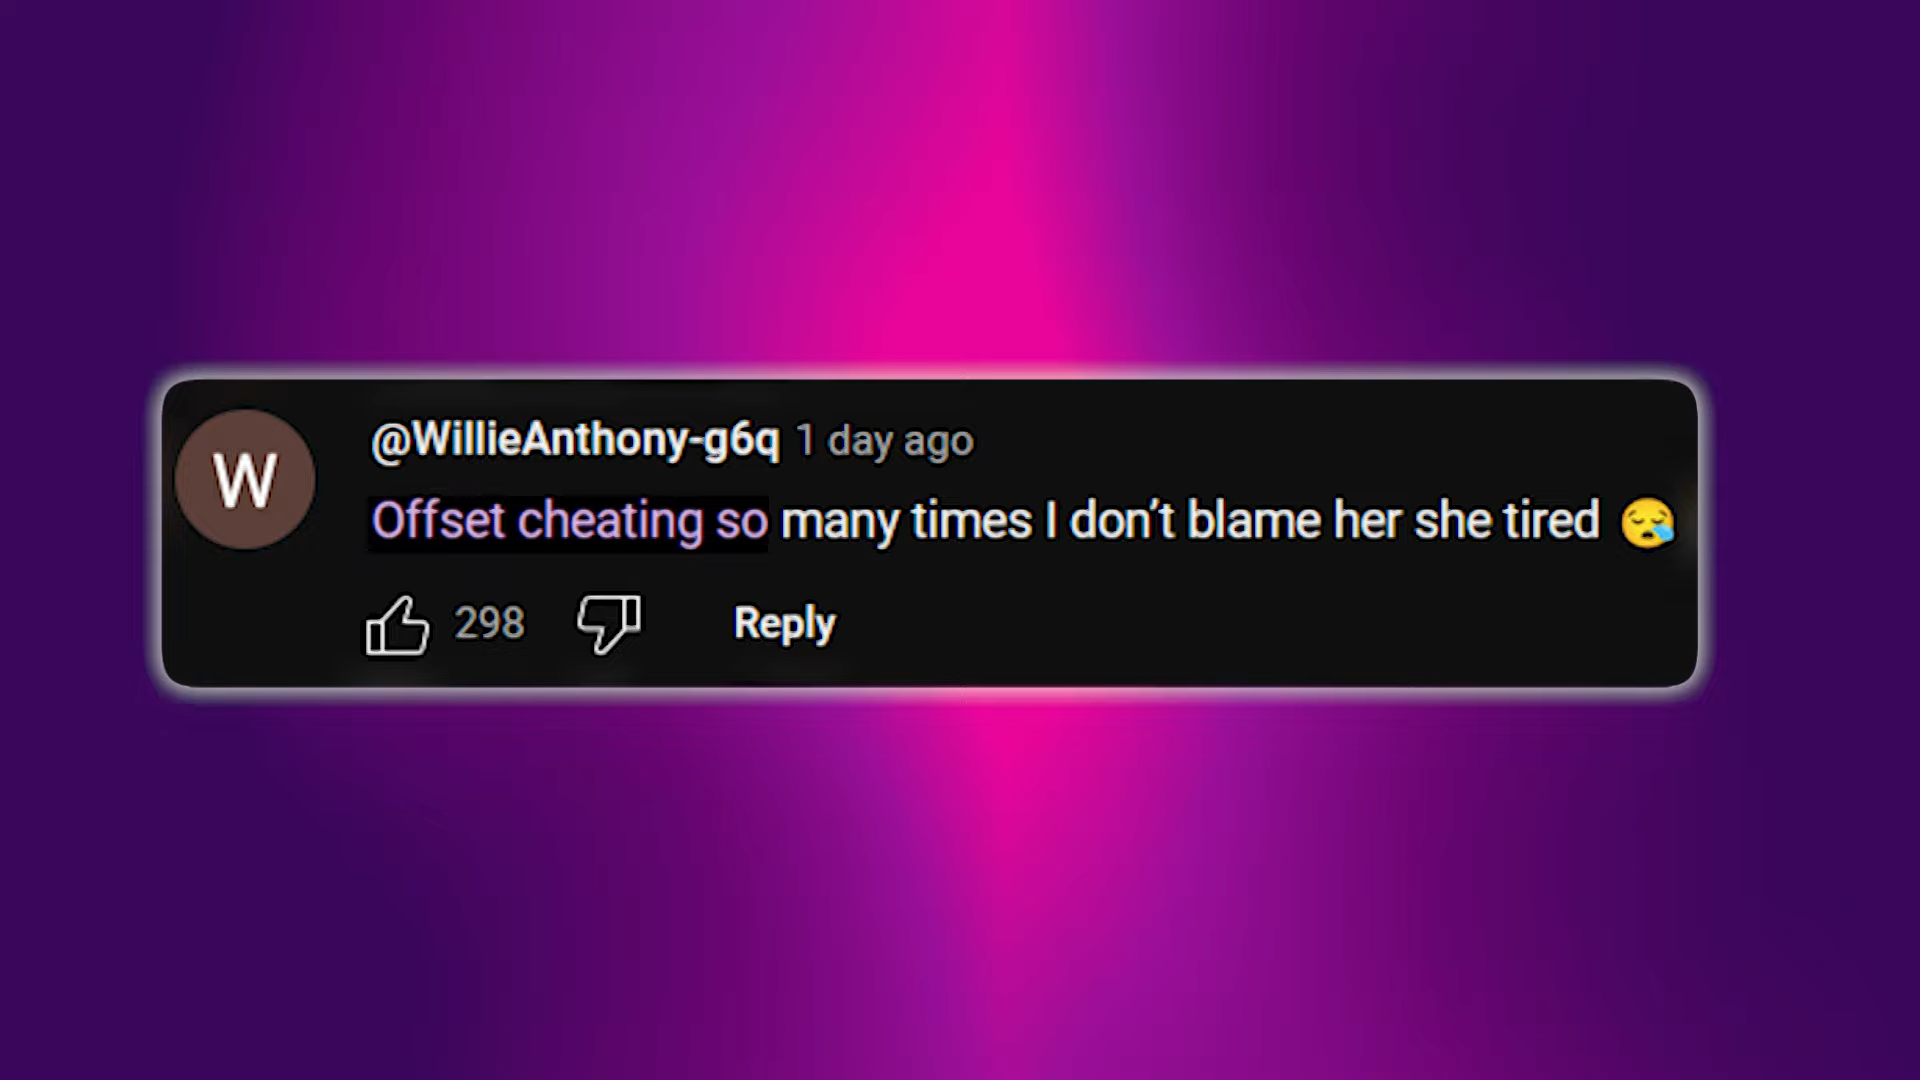 W
@WillieAnthony-g6q 1 day ago
Offset cheating so many times I don’t blame her she tired 😪
298 Reply